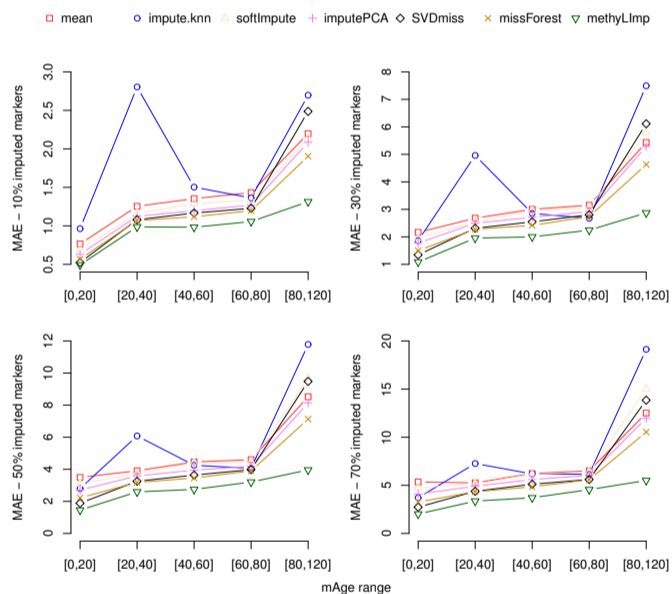 mean impute.knn softImpute imputePCA SVDmiss missForest methyLImp
MAE − 10% imputed markers
3.0
2.5
2.0
1.5
1.0
0.5
[0,20] [20,40] [40,60] [60,80] [80,120]
MAE − 30% imputed markers
8
7
6
5
4
3
2
1
[0,20] [20,40] [40,60] [60,80] [80,120]
MAE − 50% imputed markers
12
10
8
6
4
2
0
[0,20] [20,40] [40,60] [60,80] [80,120]
MAE − 70% imputed markers
20
15
10
5
0
[0,20] [20,40] [40,60] [60,80] [80,120]
mAge range